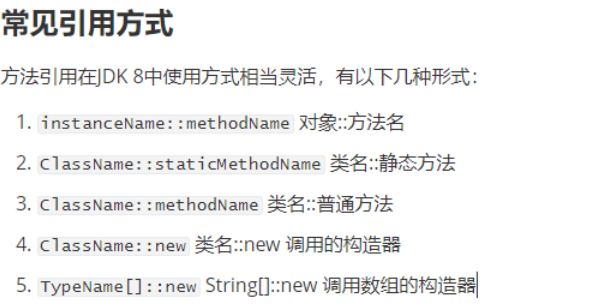 常见引用方式
方法引用在JDK 8中使用方式相当灵活，有以下几种形式：
1. instanceName::methodName 对象::方法名
2. ClassName::staticMethodName 类名::静态方法
3. ClassName::methodName 类名::普通方法
4. ClassName::new 类名::new 调用的构造器
5. TypeName[]::new String[]::new 调用数组的构造器